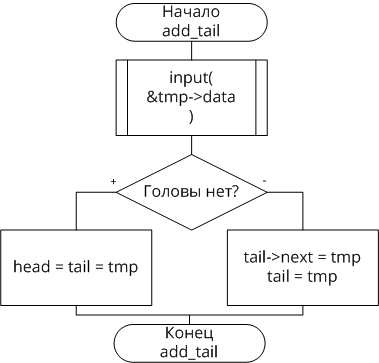 Начало
add_tail
input(
&tmp->data
)
+
Головы нет?
-
head = tail = tmp
tail->next = tmp
tail = tmp
Конец
add_tail